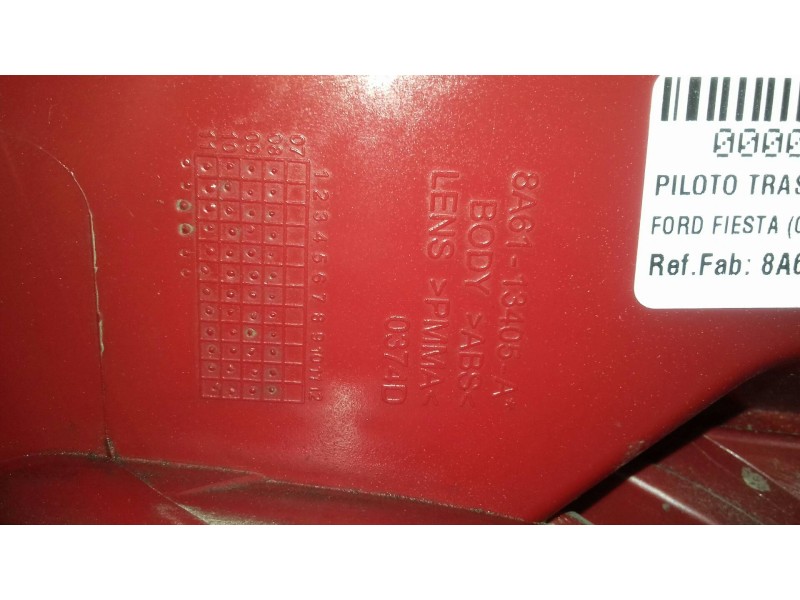 0000
PILOTO TRAS
FORD FIESTA (
Ref.Fab: 8A6
8A61-13405-A*
BODY >ABS<
LENS >PMMA<
0374D
07
08
09
10
11
1 2 3 4 5 6 7 8 9 10 11 12